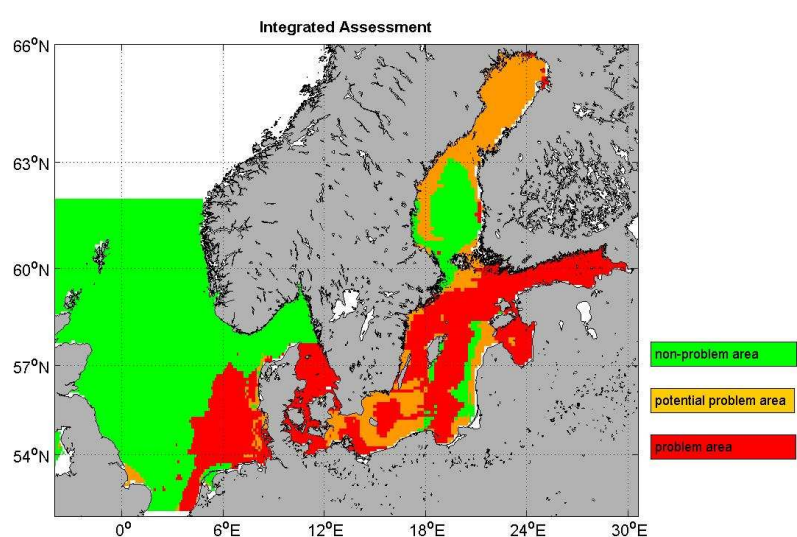 Integrated Assessment
66°N
63°N
60°N
57°N
54°N
0° 6°E 12°E 18°E 24°E 30°E
non-problem area
potential problem area
problem area